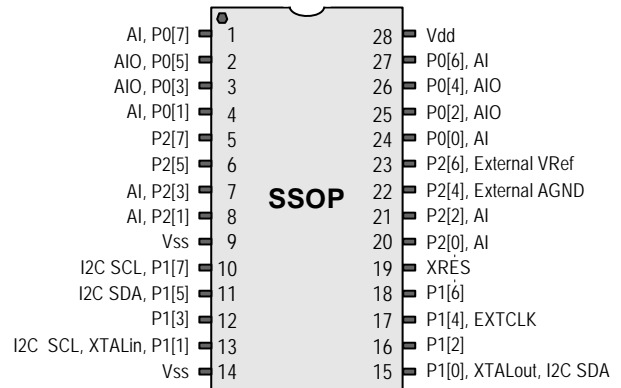 AI, P0[7] 1 28 Vdd
AIO, P0[5] 2 27 P0[6], AI
AIO, P0[3] 3 26 P0[4], AIO
AI, P0[1] 4 25 P0[2], AIO
P2[7] 5 24 P0[0], AI
P2[5] 6 23 P2[6], External VRef
AI, P2[3] 7 SSOP 22 P2[4], External AGND
AI, P2[1] 8 21 P2[2], AI
Vss 9 20 P2[0], AI
I2C SCL, P1[7] 10 19 XRES
I2C SDA, P1[5] 11 18 P1[6]
P1[3] 12 17 P1[4], EXTCLK
I2C SCL, XTALin, P1[1] 13 16 P1[2]
Vss 14 15 P1[0], XTALout, I2C SDA